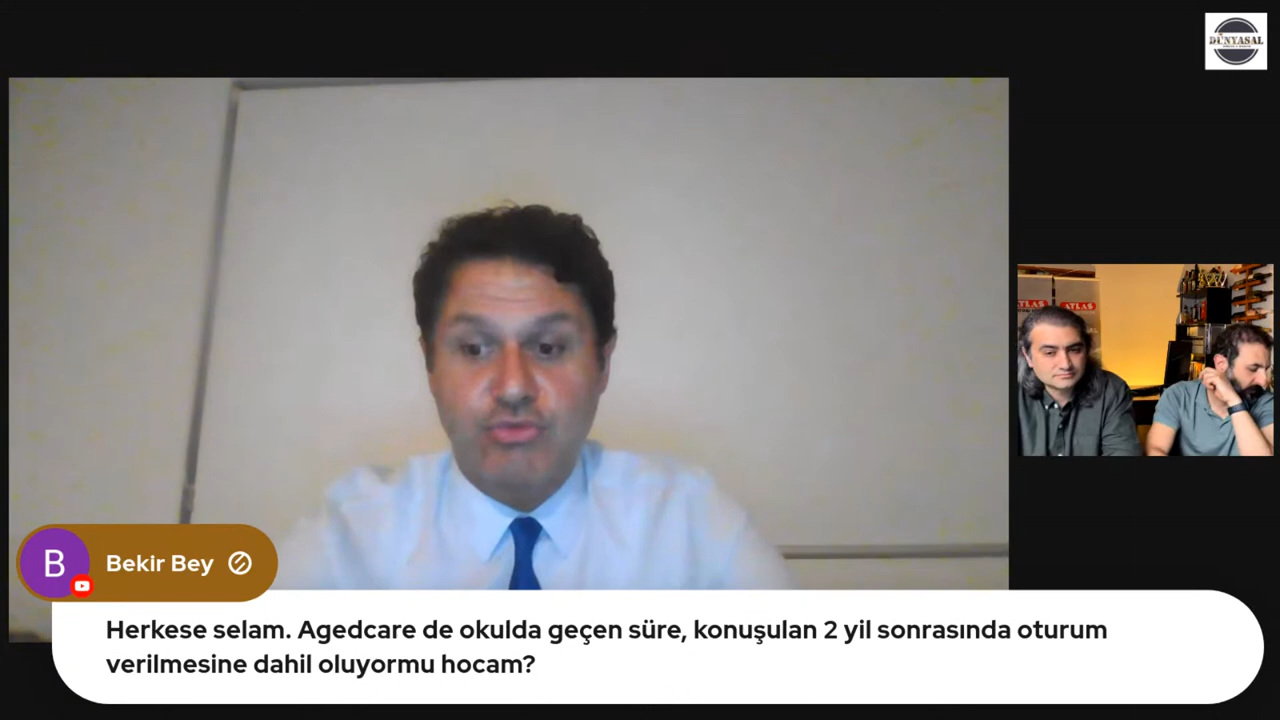 DÜNYASAL
ATLAS
ATLAS
B
Bekir Bey
Herkese selam. Agedcare de okulda geçen süre, konuşulan 2 yil sonrasında oturum
verilmesine dahil oluyormu hocam?